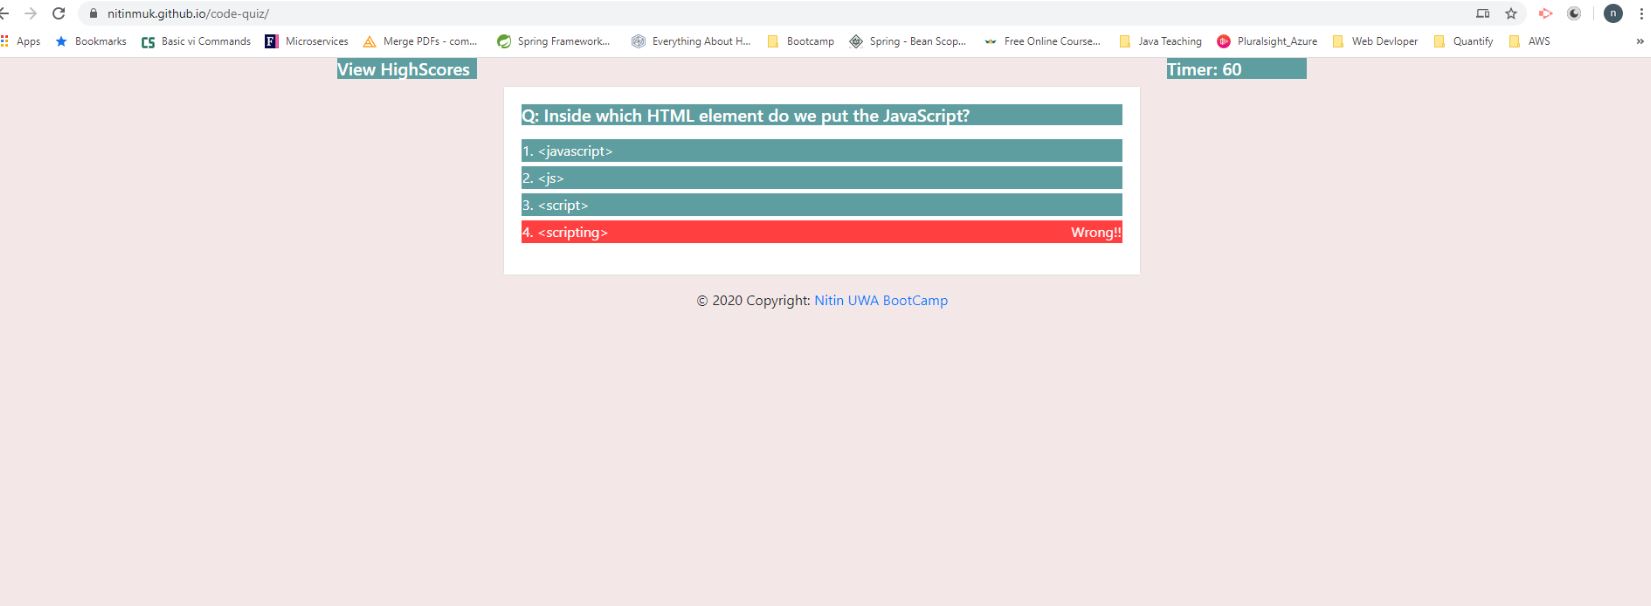 nitinmuk.github.io/code-quiz/
n
Apps Bookmarks CS Basic vi Commands F Microservices Merge PDFs - com... Spring Framework... Everything About H... Bootcamp Spring - Bean Scop... Free Online Course... Java Teaching Pluralsight_Azure Web Devloper Quantify AWS »
View HighScores Timer: 60
Q: Inside which HTML element do we put the JavaScript?
1. <javascript>
2. <js>
3. <script>
4. <scripting> Wrong!!
© 2020 Copyright: Nitin UWA BootCamp